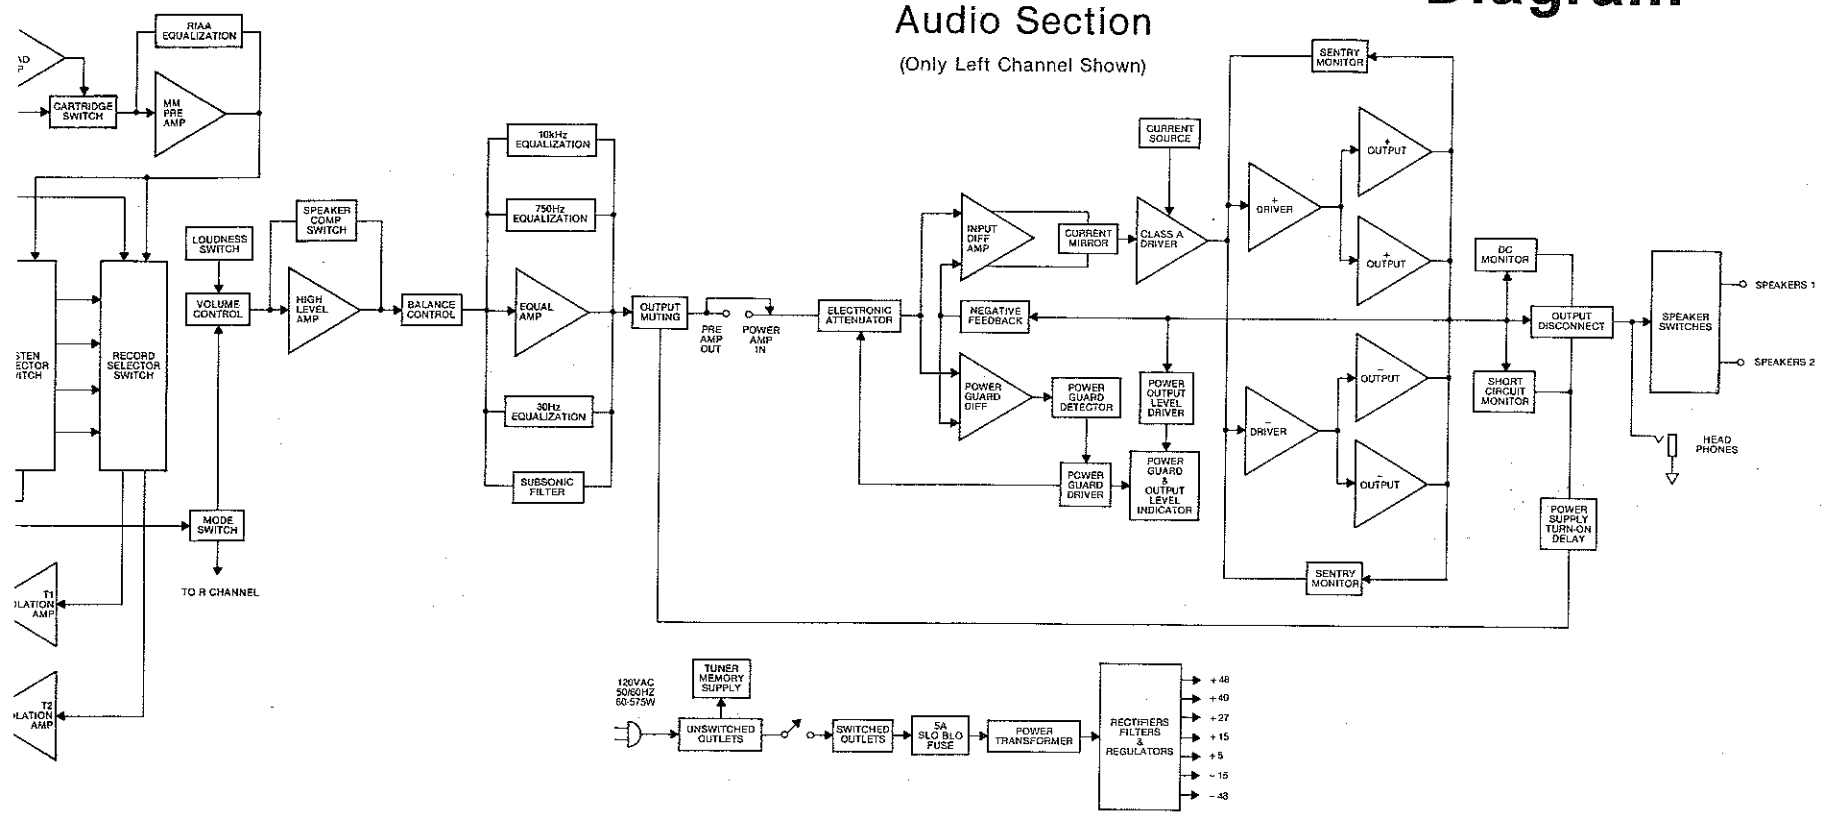 Diagram
Audio Section
(Only Left Channel Shown)
RIAA
EQUALIZATION
CARTRIDGE
SWITCH
MM
PRE
AMP
SPEAKER
COMP
SWITCH
LOUDNESS
SWITCH
VOLUME
CONTROL
HIGH
LEVEL
AMP
BALANCE
CONTROL
RECORD
SELECTOR
SWITCH
MODE
SWITCH
TO R CHANNEL
T1
OLATION
AMP
T2
OLATION
AMP
10kHz
EQUALIZATION
750Hz
EQUALIZATION
EQUAL
AMP
30Hz
EQUALIZATION
SUBSONIC
FILTER
OUTPUT
MUTING
PRE
AMP
OUT
POWER
AMP
IN
ELECTRONIC
ATTENUATOR
INPUT
DIFF
AMP
CURRENT
MIRROR
CURRENT
SOURCE
CLASS A
DRIVER
NEGATIVE
FEEDBACK
POWER
GUARD
DIFF
POWER
GUARD
DETECTOR
POWER
OUTPUT
LEVEL
DRIVER
POWER
GUARD
DRIVER
POWER
GUARD
&
OUTPUT
LEVEL
INDICATOR
SENTRY
MONITOR
+
DRIVER
+
OUTPUT
+
OUTPUT
−
DRIVER
−
OUTPUT
−
OUTPUT
SENTRY
MONITOR
DC
MONITOR
OUTPUT
DISCONNECT
SHORT
CIRCUIT
MONITOR
POWER
SUPPLY
TURN-ON
DELAY
SPEAKER
SWITCHES
SPEAKERS 1
SPEAKERS 2
HEAD
PHONES
120VAC
50/60HZ
60-575W
TUNER
MEMORY
SUPPLY
UNSWITCHED
OUTLETS
SWITCHED
OUTLETS
5A
SLO BLO
FUSE
POWER
TRANSFORMER
RECTIFIERS
FILTERS
&
REGULATORS
+48
+40
+27
+15
+5
-15
-43